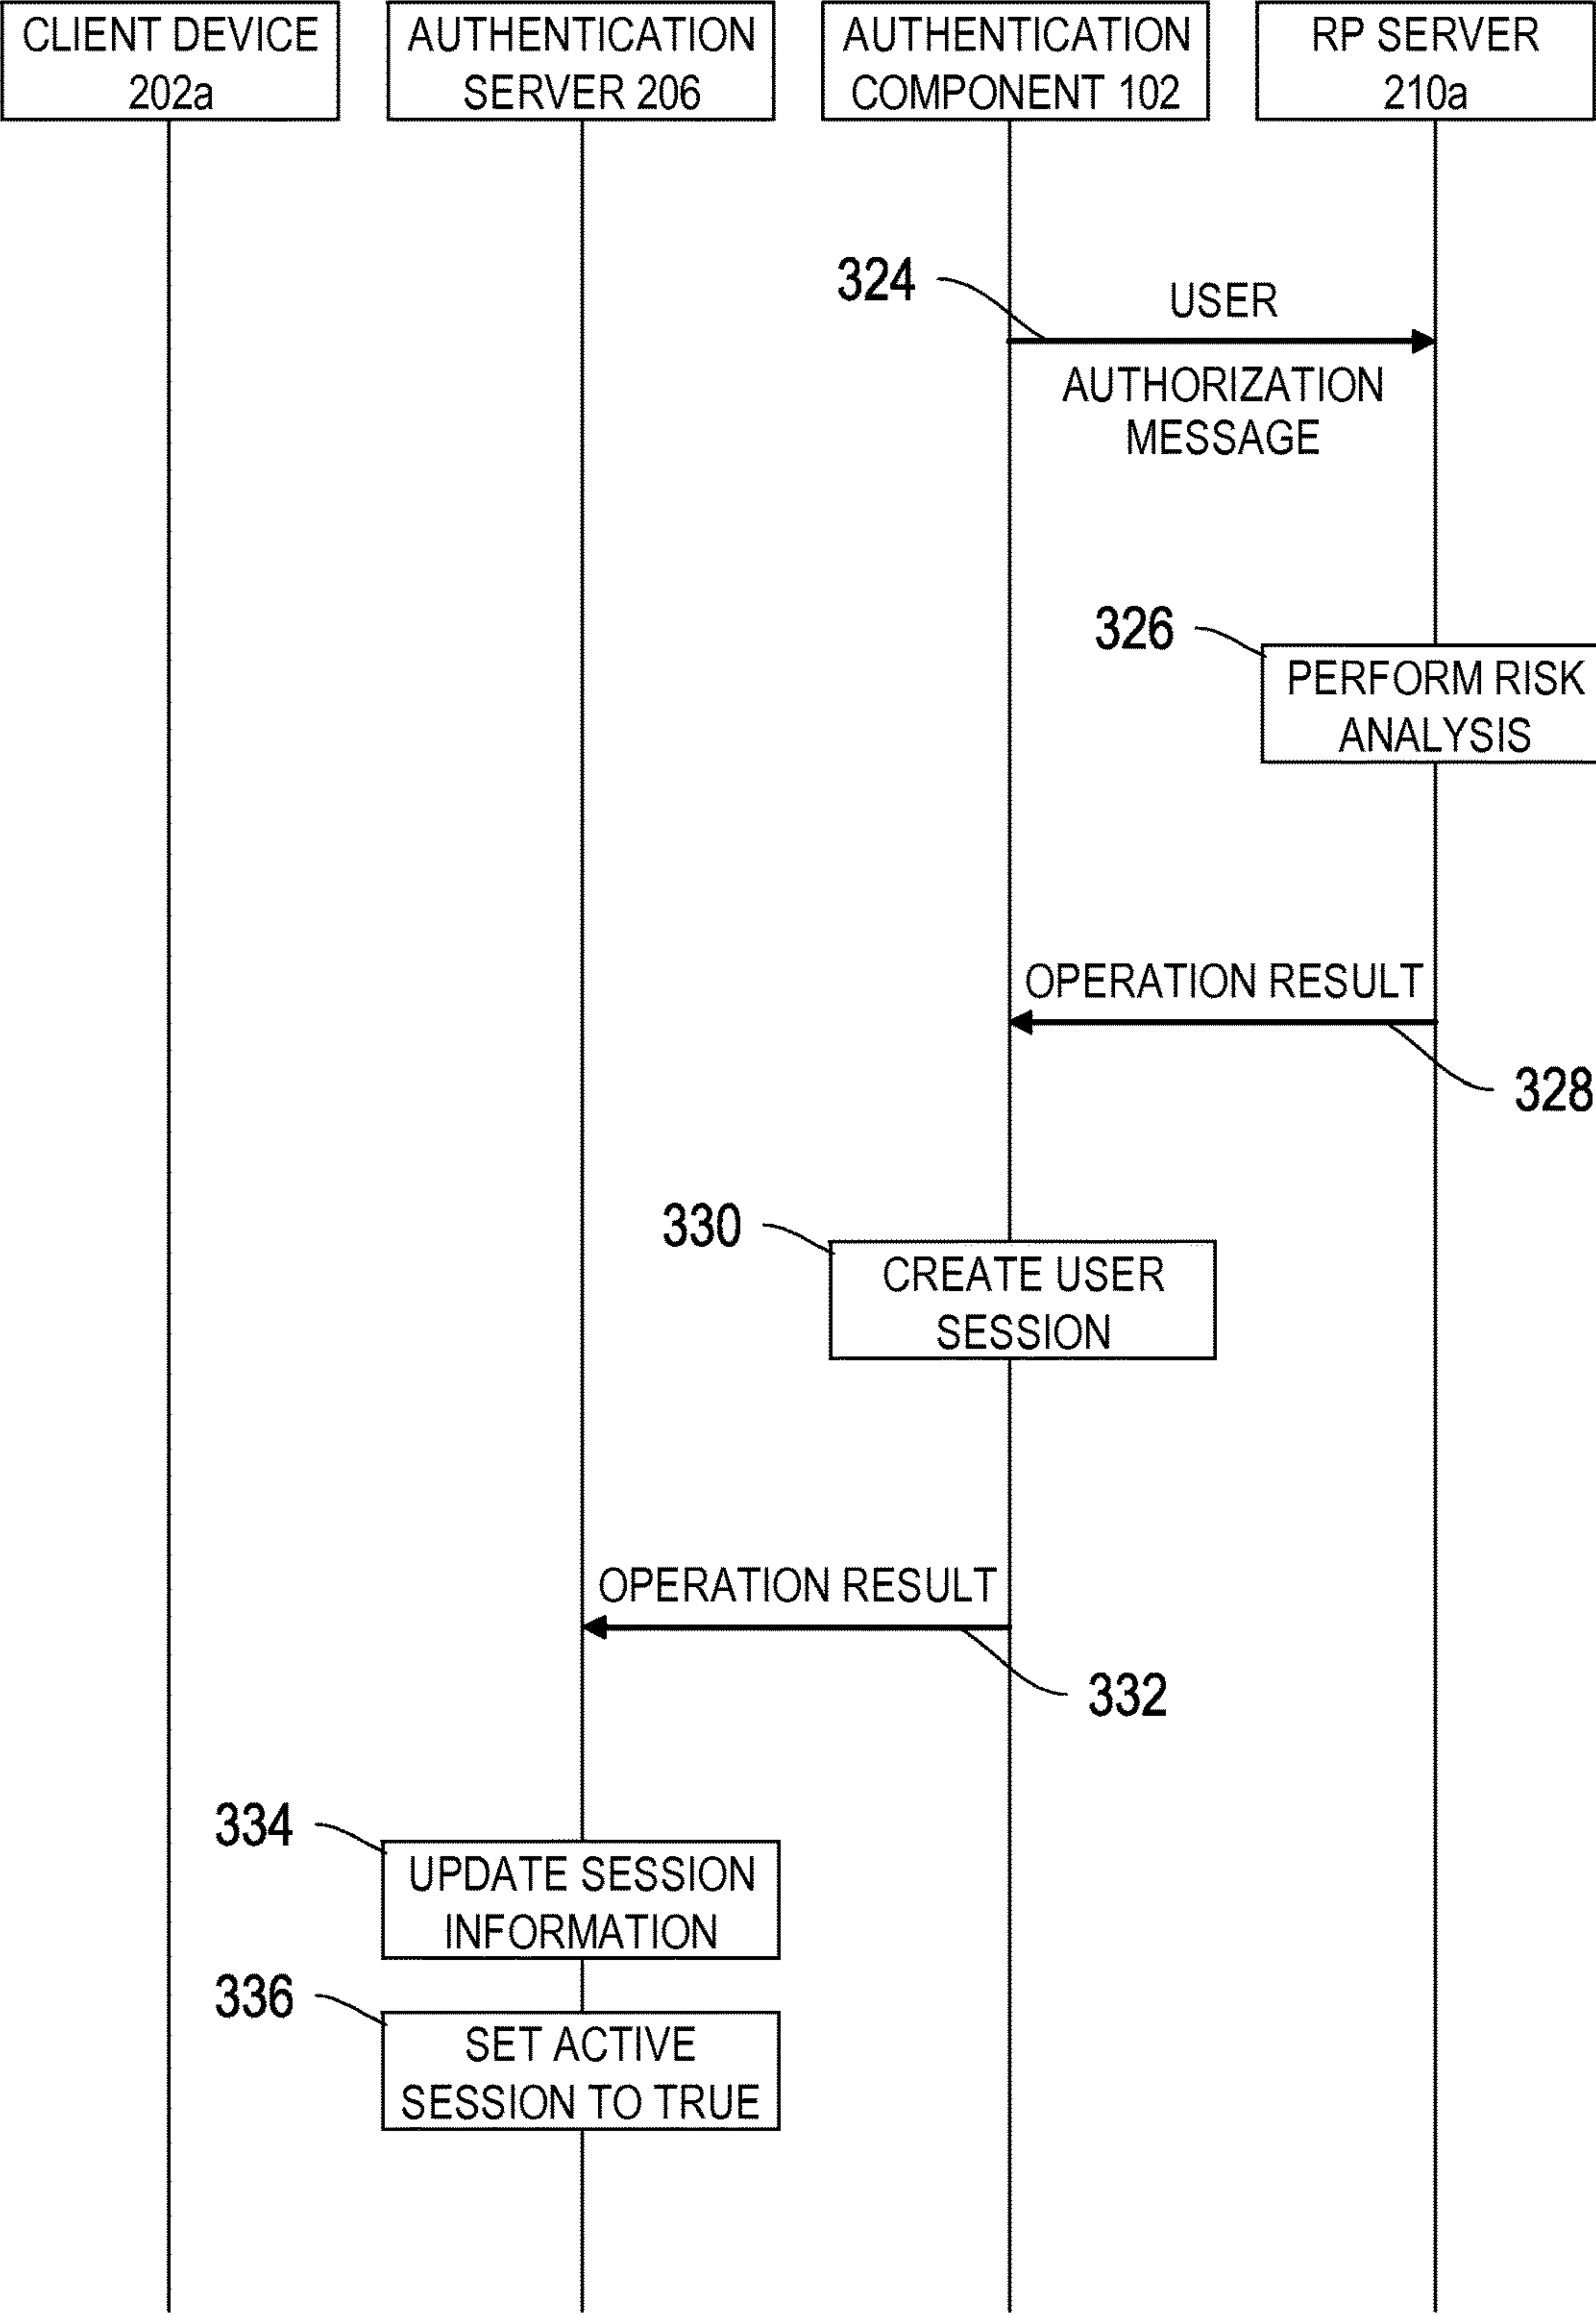 CLIENT DEVICE
202a
AUTHENTICATION
SERVER 206
AUTHENTICATION
COMPONENT 102
RP SERVER
210a
324
USER
AUTHORIZATION
MESSAGE
326
PERFORM RISK
ANALYSIS
OPERATION RESULT
328
330
CREATE USER
SESSION
OPERATION RESULT
332
334
UPDATE SESSION
INFORMATION
336
SET ACTIVE
SESSION TO TRUE